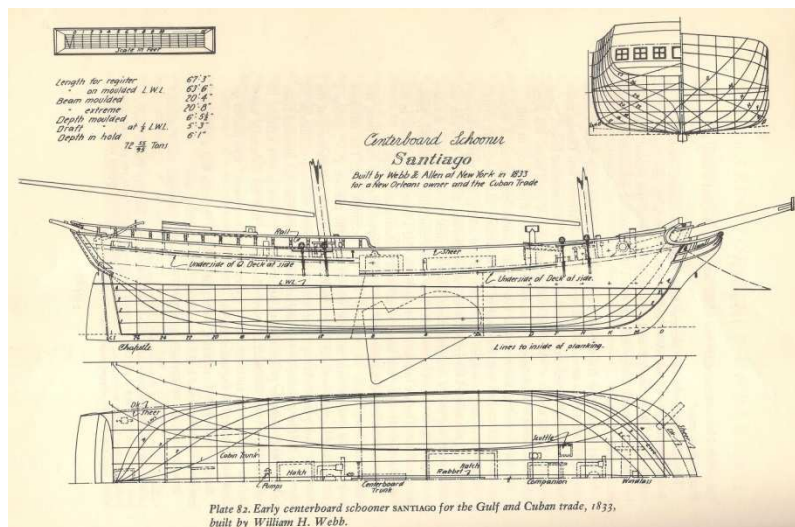 Scale in Feet
Length for register 67'-3"
" on moulded L.W.L. 63'-6"
Beam moulded 20'-4"
" extreme 20'-8"
Depth moulded 6'-5½"
Draft " at ½ L.W.L. 5'-3"
Depth in hold 6'-1"
72 Tons
Centerboard Schooner
Santiago
Built by Webb & Allen at New York in 1833
for a New Orleans owner and the Cuban Trade
Rail
Sheer
Underside of Deck at side
Underside of Deck at side.
L.W.L.
Chapelle
Lines to inside of planking.
Sheer
Cabin Trunk
Hatch
Pumps
Centerboard
Trunk
Hatch
Rabbet
Scuttle
Companion
Windlass
Plate 82. Early centerboard schooner SANTIAGO for the Gulf and Cuban trade, 1833,
built by William H. Webb.